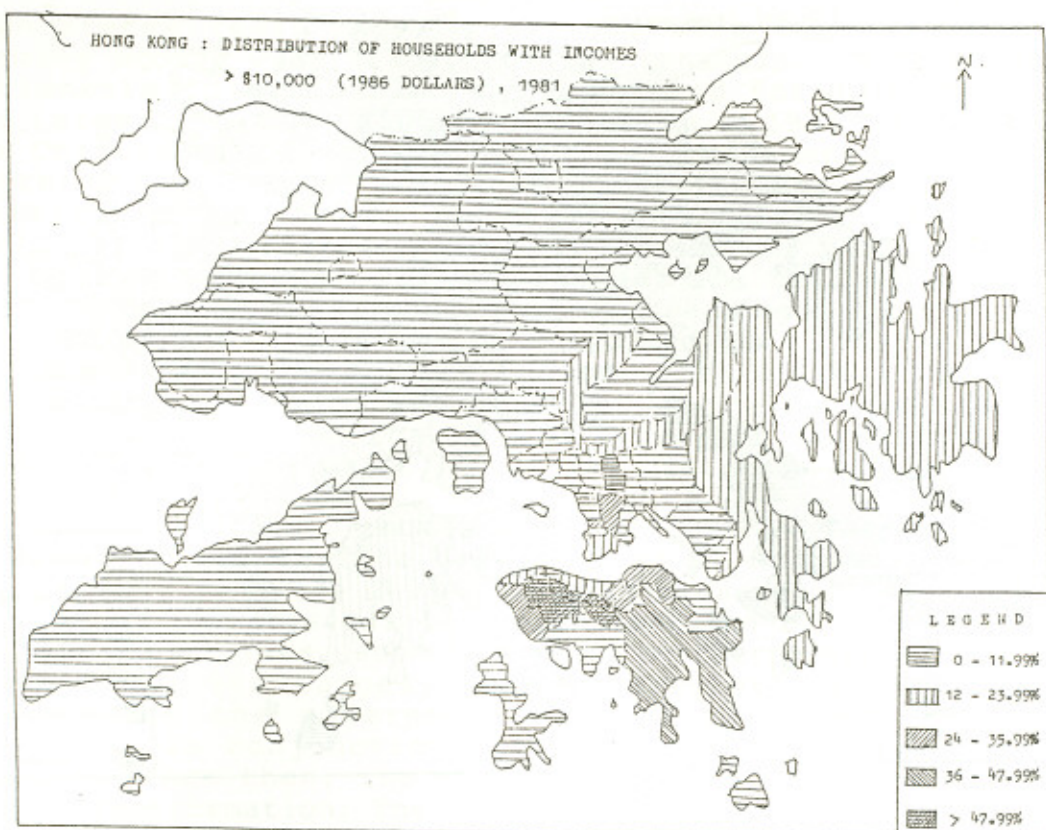 HONG KONG : DISTRIBUTION OF HOUSEHOLDS WITH INCOMES
> $10,000 (1986 DOLLARS) , 1981
N
LEGEND
0 - 11.99%
12 - 23.99%
24 - 35.99%
36 - 47.99%
> 47.99%